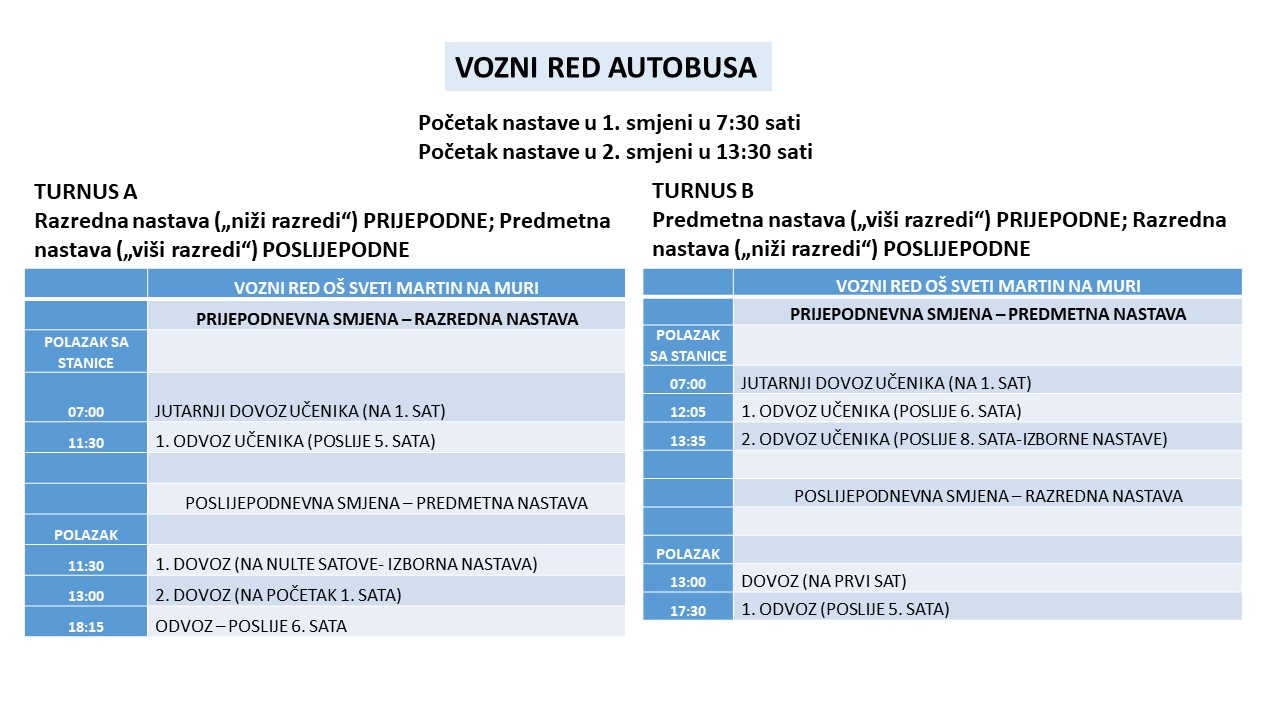 VOZNI RED AUTOBUSA
Početak nastave u 1. smjeni u 7:30 sati
Početak nastave u 2. smjeni u 13:30 sati
TURNUS A
Razredna nastava („niži razredi“) PRIJEPODNE; Predmetna
nastava („viši razredi“) POSLIJEPODNE
VOZNI RED OŠ SVETI MARTIN NA MURI
PRIJEPODNEVNA SMJENA – RAZREDNA NASTAVA
POLAZAK SA
STANICE
07:00 JUTARNJI DOVOZ UČENIKA (NA 1. SAT)
11:30 1. ODVOZ UČENIKA (POSLIJE 5. SATA)
POSLIJEPODNEVNA SMJENA – PREDMETNA NASTAVA
POLAZAK
11:30 1. DOVOZ (NA NULTE SATOVE- IZBORNA NASTAVA)
13:00 2. DOVOZ (NA POČETAK 1. SATA)
18:15 ODVOZ – POSLIJE 6. SATA
TURNUS B
Predmetna nastava („viši razredi“) PRIJEPODNE; Razredna
nastava („niži razredi“) POSLIJEPODNE
VOZNI RED OŠ SVETI MARTIN NA MURI
PRIJEPODNEVNA SMJENA – PREDMETNA NASTAVA
POLAZAK
SA STANICE
07:00 JUTARNJI DOVOZ UČENIKA (NA 1. SAT)
12:05 1. ODVOZ UČENIKA (POSLIJE 6. SATA)
13:35 2. ODVOZ UČENIKA (POSLIJE 8. SATA-IZBORNE NASTAVE)
POSLIJEPODNEVNA SMJENA – RAZREDNA NASTAVA
POLAZAK
13:00 DOVOZ (NA PRVI SAT)
17:30 1. ODVOZ (POSLIJE 5. SATA)